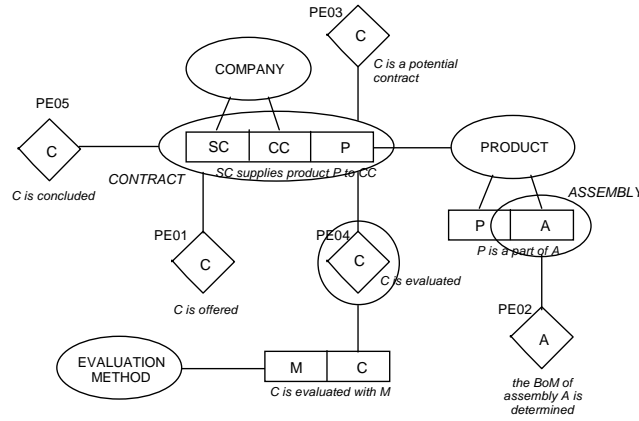 PE03
C
C is a potential
contract
COMPANY
PE05
C
C is concluded
SC CC P
SC supplies product P to CC
CONTRACT
PRODUCT
ASSEMBLY
P A
P is a part of A
PE01
C
C is offered
PE04
C
C is evaluated
PE02
A
the BoM of
assembly A is
determined
EVALUATION
METHOD
M C
C is evaluated with M